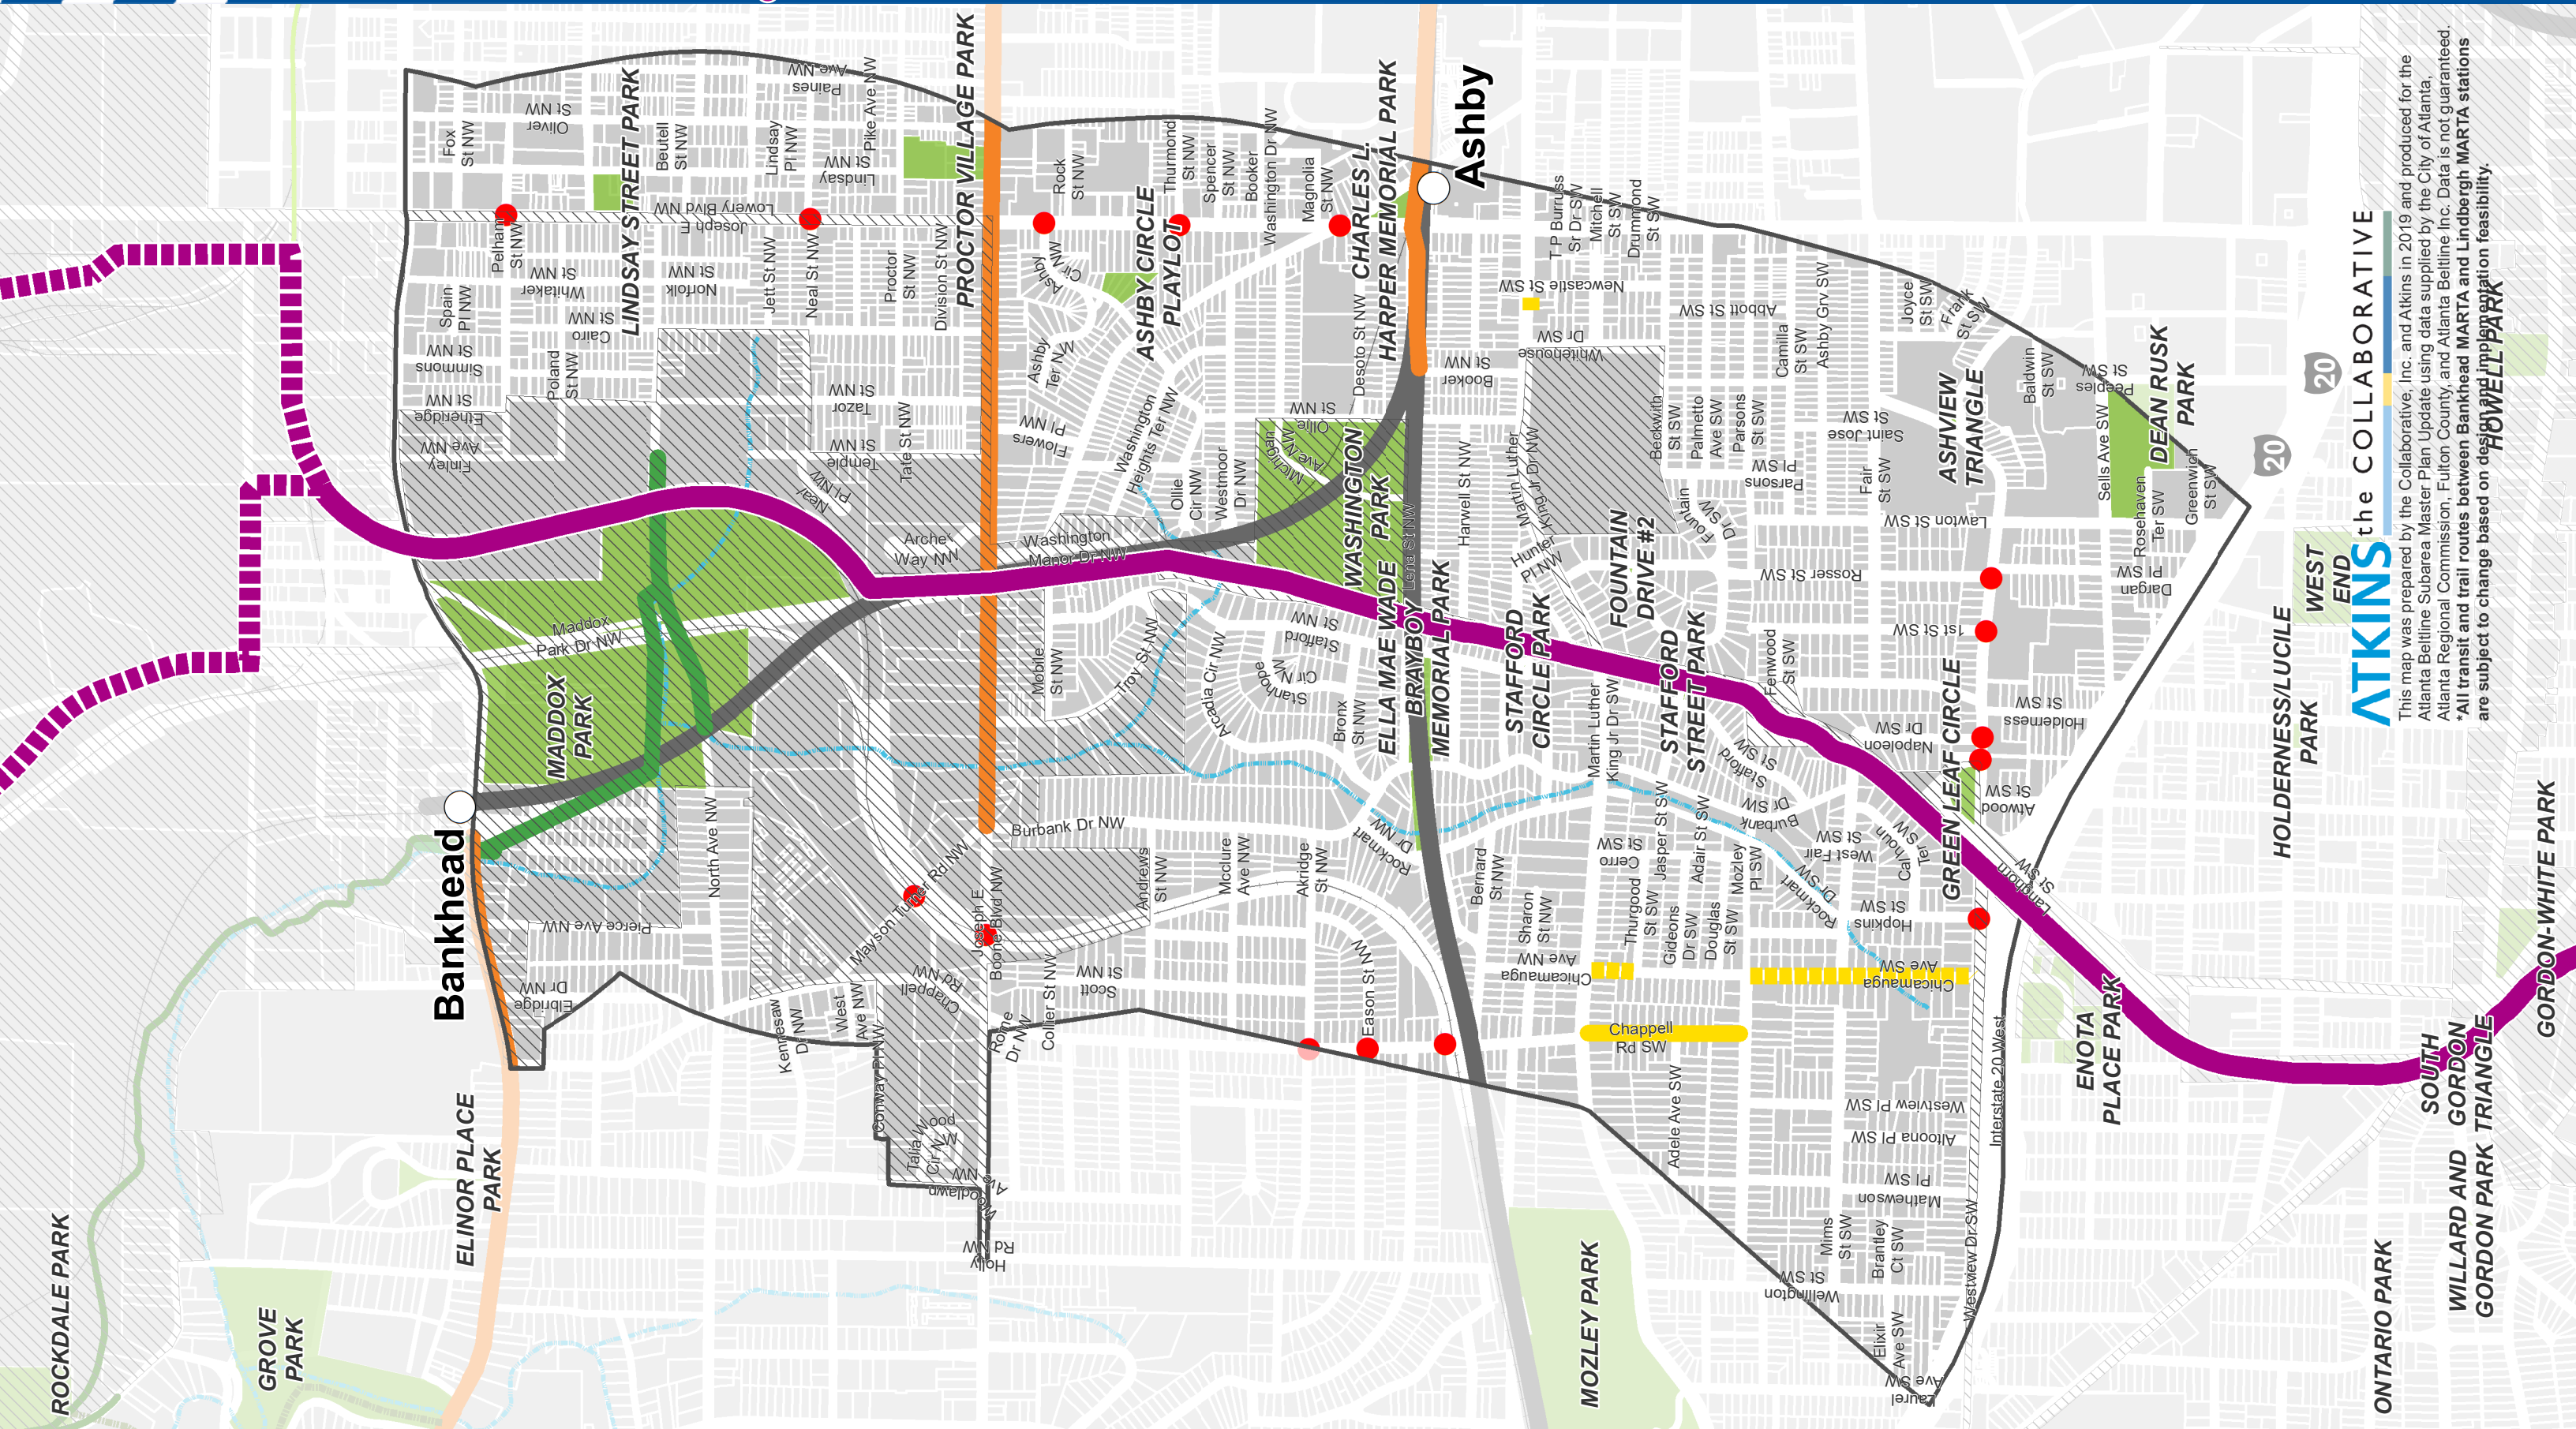 Bankhead
Ashby
ROCKDALE PARK
GROVE
PARK
ELINOR PLACE
PARK
MADDOX
PARK
LINDSAY STREET PARK
PROCTOR VILLAGE PARK
ASHBY CIRCLE
PLAYLOT
CHARLES L.
HARPER MEMORIAL PARK
WASHINGTON
PARK
ELLA MAE WADE
BRAYBOY
MEMORIAL PARK
STAFFORD
CIRCLE PARK
FOUNTAIN
DRIVE #2
STAFFORD
STREET PARK
MOZLEY PARK
GREEN LEAF CIRCLE
ASHVIEW
TRIANGLE
DEAN RUSK
PARK
ENOTA
PLACE PARK
HOLDERNESS/LUCILE
PARK
WEST
END
HOWELL PARK
GORDON-WHITE PARK
SOUTH
GORDON
TRIANGLE
WILLARD AND
GORDON PARK
ONTARIO PARK
Fox
St NW
Oliver
St NW
Beutell
St NW
Lindsay
Pl NW
Paines
Ave NW
Pike Ave NW
Lindsay
St NW
Joseph E
Lowery Blvd NW
Pelham
St NW
Whitaker
St NW
Norfolk
St NW
Jett St NW
Neal St NW
Proctor
St NW
Division St NW
Spain
Pl NW
Cairo
St NW
Simmons
St NW
Poland
St NW
Etheridge
St NW
Finley
Ave NW
Tazor
St NW
Temple
St NW
Tate St NW
Neal
Pl NW
Archer
Way NW
Maddox
Park Dr NW
North Ave NW
Pierce Ave NW
Elbridge
Dr NW
Mayson Turner Rd NW
Kennesaw
Dr NW
West
Ave NW
Chappell
Rd NW
Conway Pl NW
Talia
Cir N
Woodlawn
Ave NW
Holly
Rd NW
Joseph E
Boone Blvd NW
Rome
Dr NW
Collier St NW
Scott
St NW
Burbank Dr NW
Andrews
St NW
Mcclure
Ave NW
Akridge
St NW
Eason St NW
Rock
St NW
Thurmond
St NW
Spencer
St NW
Booker
Washington Dr NW
Magnolia
St NW
Ashby
Cir NW
Ashby
Ter NW
Flowers
Pl NW
Washington
Heights Ter NW
Ollie
Cir NW
Westmoor
Dr NW
Michigan
Ave NW
Ollie
St NW
Desoto St NW
Washington
Manor Dr NW
Mobile
St NW
Troy St NW
Arcadia Cir NW
Stafford
St NW
Stanhope
Cir NW
Bronx
St NW
Rockmart
Dr NW
Lena St NW
Harwell St NW
Booker
St NW
Bernard
St NW
Sharon
St NW
Chicamauga
Ave NW
T P Burruss
Sr Dr SW
Mitchell
St SW
Drummond
St SW
Newcastle St SW
Whitehouse
Dr SW
Abbott St SW
Camilla
St SW
Ashby Grv SW
Joyce
St SW
Frank
St SW
Martin Luther
King Jr Dr NW
Hunter
Pl NW
Beckwith
St SW
Palmetto
Ave SW
Parsons
St SW
Parsons
Pl SW
Fountain
Dr SW
Saint Jose
St SW
Fair
St SW
Lawton St SW
Rosser St SW
Baldwin
St SW
Peeples
St SW
Sells Ave SW
Rosehaven
Ter SW
Greenwich
St SW
Dargan
Pl SW
1st St SW
Holderness
St SW
Napoleon
Dr SW
Atwood
St SW
Fenwood
St SW
Martin Luther
King Jr Dr SW
Stafford
St SW
Burbank
Dr SW
Cerro
St SW
Jasper St SW
Adair St SW
Mozley
Pl SW
West Fair
St SW
Calhoun
Ter SW
Rockmart
Dr SW
Hopkins
St SW
Langhorn
St SW
Thurgood
St SW
Gideons
Dr SW
Douglas
St SW
Chicamauga
Ave SW
Chappell
Rd SW
Adele Ave SW
Interstate 20 West
Westview Pl SW
Altoona Pl SW
Mathewson
Pl SW
Mims
St SW
Brantley
Ct SW
Wellington
St SW
Westview Dr SW
Elixir
Ave SW
Laurel
Ave SW
20
20
ATKINS
the COLLABORATIVE
This map was prepared by the Collaborative, Inc. and Atkins in 2019 and produced for the
Atlanta Beltline Subarea Master Plan Update using data supplied by the City of Atlanta,
Atlanta Regional Commission, Fulton County, and Atlanta Beltline Inc. Data is not guaranteed.
*All transit and trail routes between Bankhead MARTA and Lindbergh MARTA stations
are subject to change based on design and implementation feasibility.